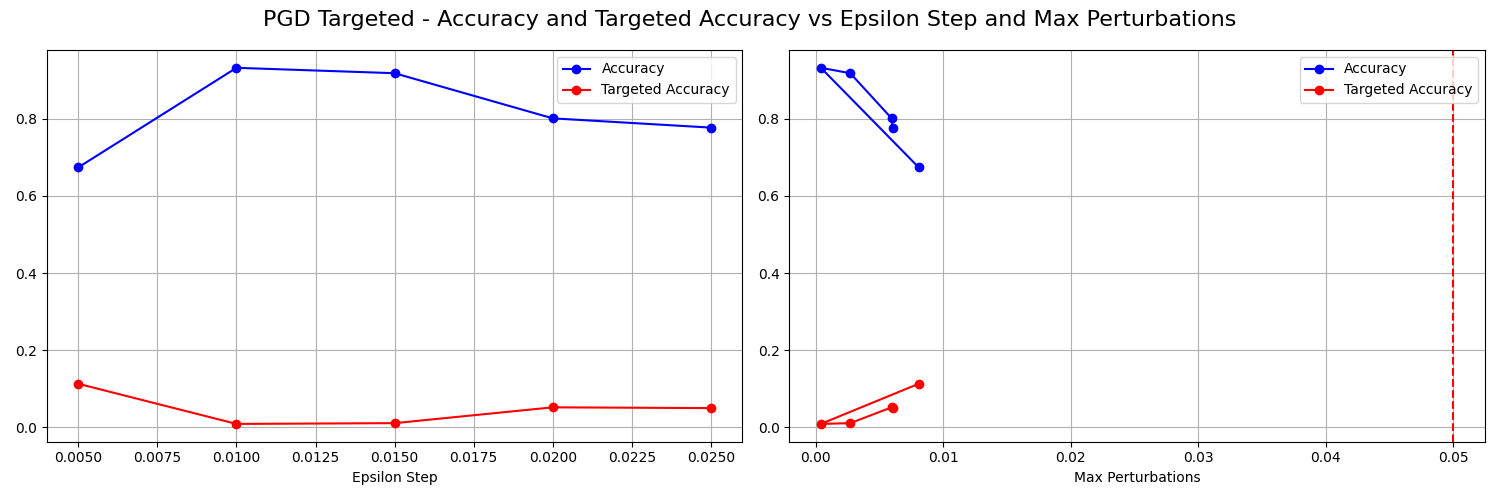 PGD Targeted - Accuracy and Targeted Accuracy vs Epsilon Step and Max Perturbations
Accuracy
Targeted Accuracy
0.8
0.6
0.4
0.2
0.0
0.0050 0.0075 0.0100 0.0125 0.0150 0.0175 0.0200 0.0225 0.0250
Epsilon Step
Accuracy
Targeted Accuracy
0.8
0.6
0.4
0.2
0.0
0.00 0.01 0.02 0.03 0.04 0.05
Max Perturbations